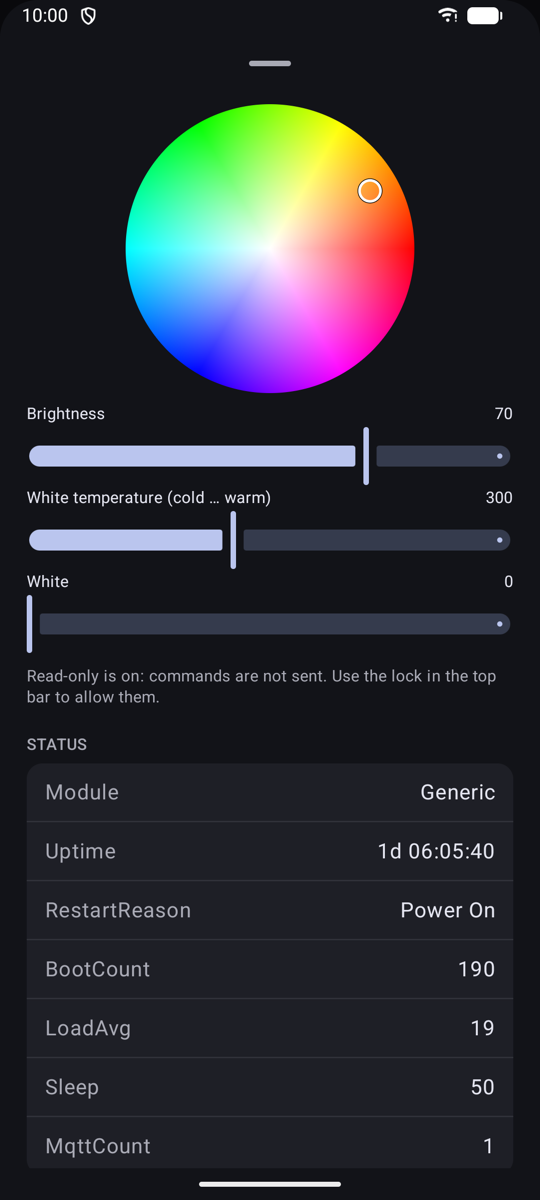 10:00
Brightness 70
White temperature (cold … warm) 300
White 0
Read-only is on: commands are not sent. Use the lock in the top
bar to allow them.
STATUS
Module Generic
Uptime 1d 06:05:40
RestartReason Power On
BootCount 190
LoadAvg 19
Sleep 50
MqttCount 1